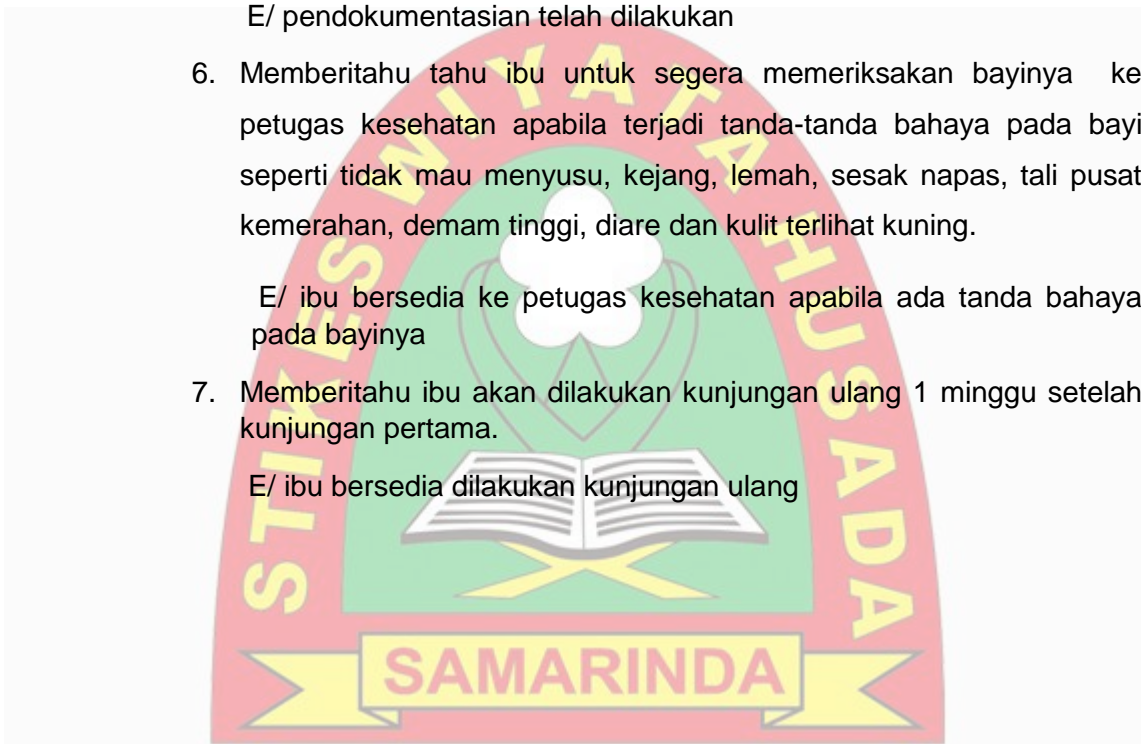 E/ pendokumentasian telah dilakukan
6. Memberitahu tahu ibu untuk segera memeriksakan bayinya ke
petugas kesehatan apabila terjadi tanda-tanda bahaya pada bayi
seperti tidak mau menyusu, kejang, lemah, sesak napas, tali pusat
kemerahan, demam tinggi, diare dan kulit terlihat kuning.
E/ ibu bersedia ke petugas kesehatan apabila ada tanda bahaya
pada bayinya
7. Memberitahu ibu akan dilakukan kunjungan ulang 1 minggu setelah
kunjungan pertama.
E/ ibu bersedia dilakukan kunjungan ulang
STIKES WIYATA HUSADA
SAMARINDA